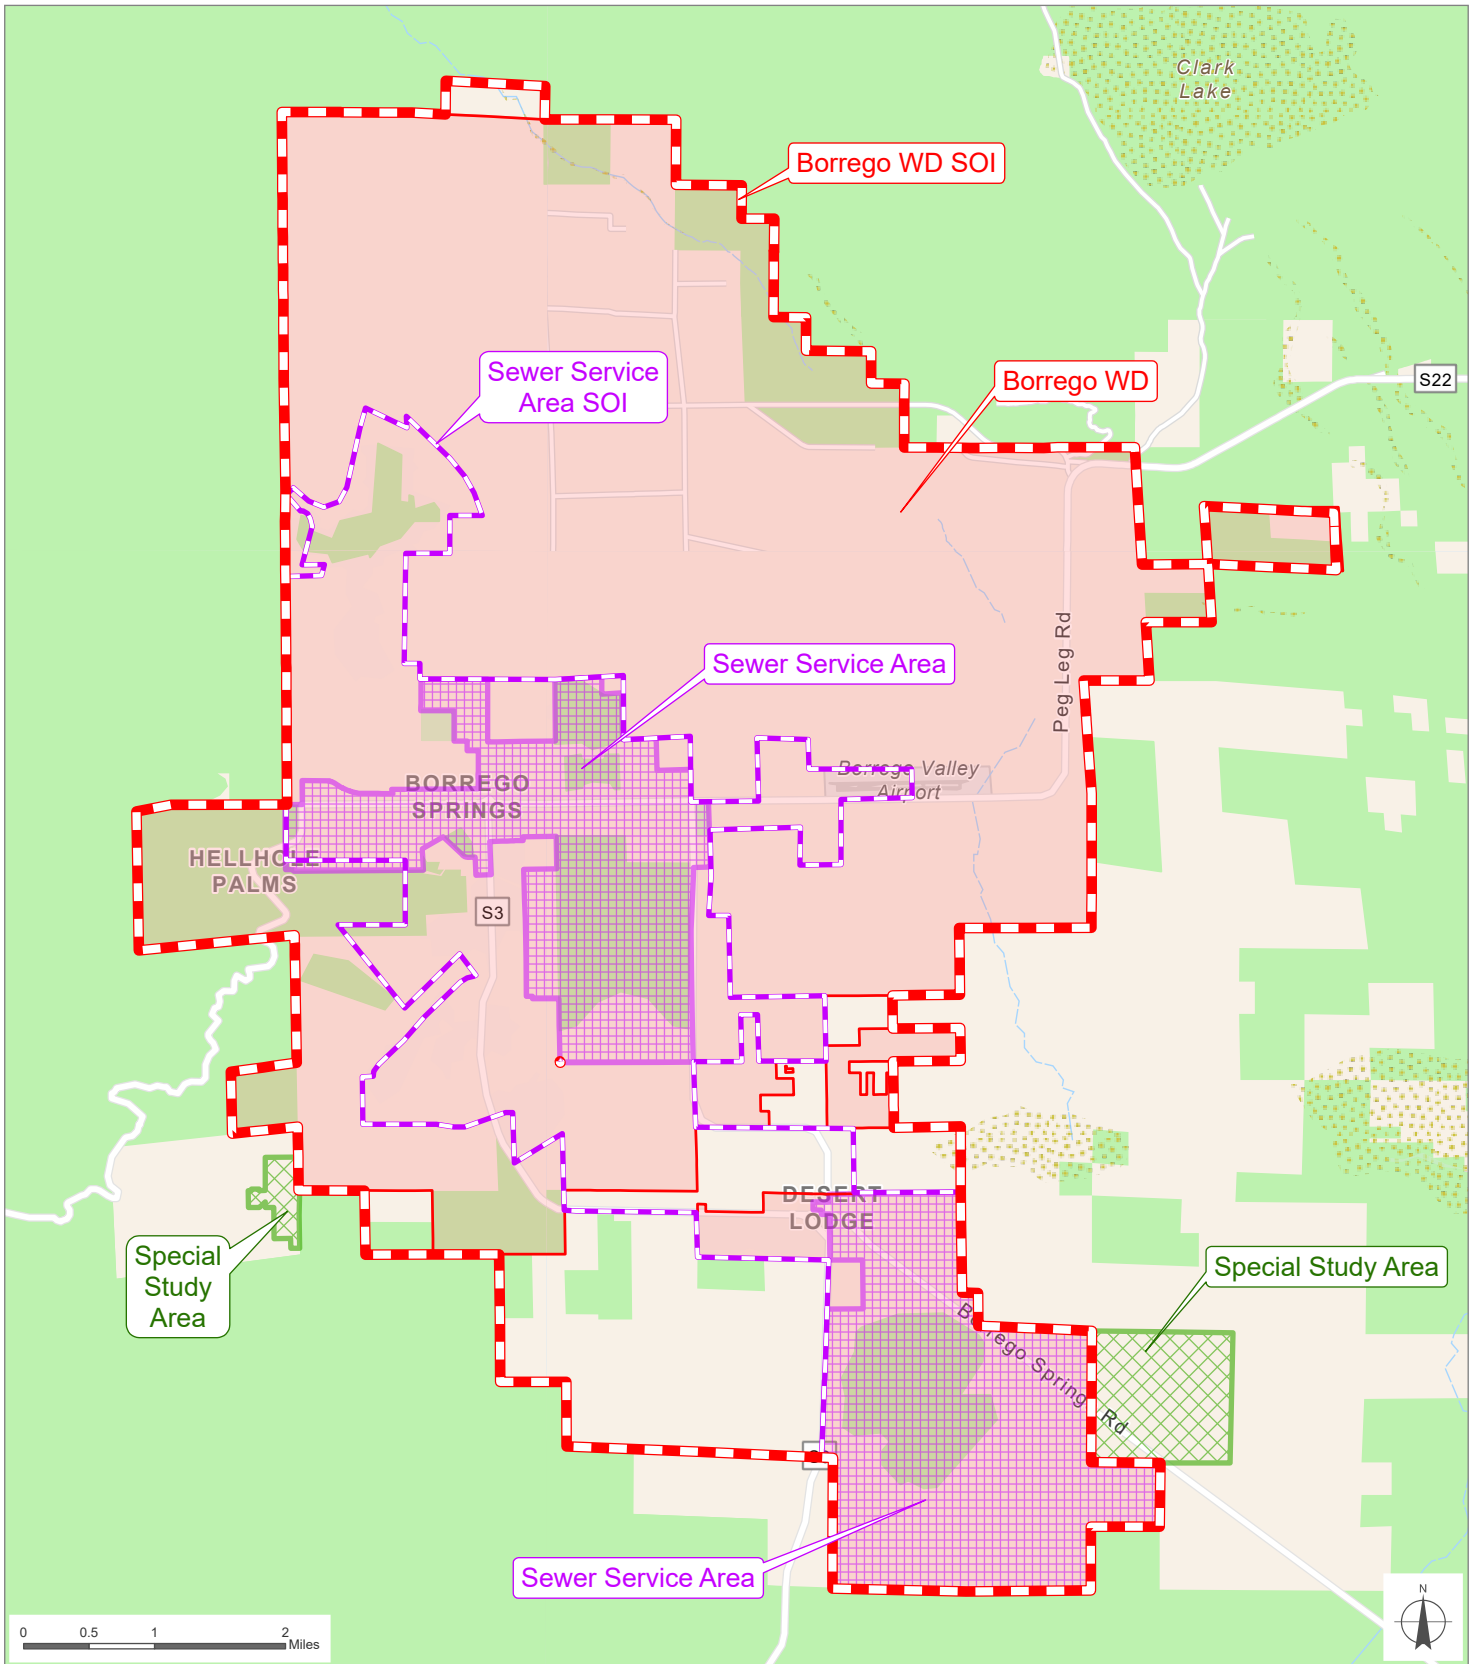 Clark
Lake
Borrego WD SOI
Sewer Service
Area SOI
Borrego WD
S22
Sewer Service Area
Peg Leg Rd
Borrego Valley
Airport
BORREGO
SPRINGS
HELLHOLE
PALMS
S3
DESERT
LODGE
Special
Study
Area
Special Study Area
Borrego Springs Rd
Sewer Service Area
0 0.5 1 2
Miles
N